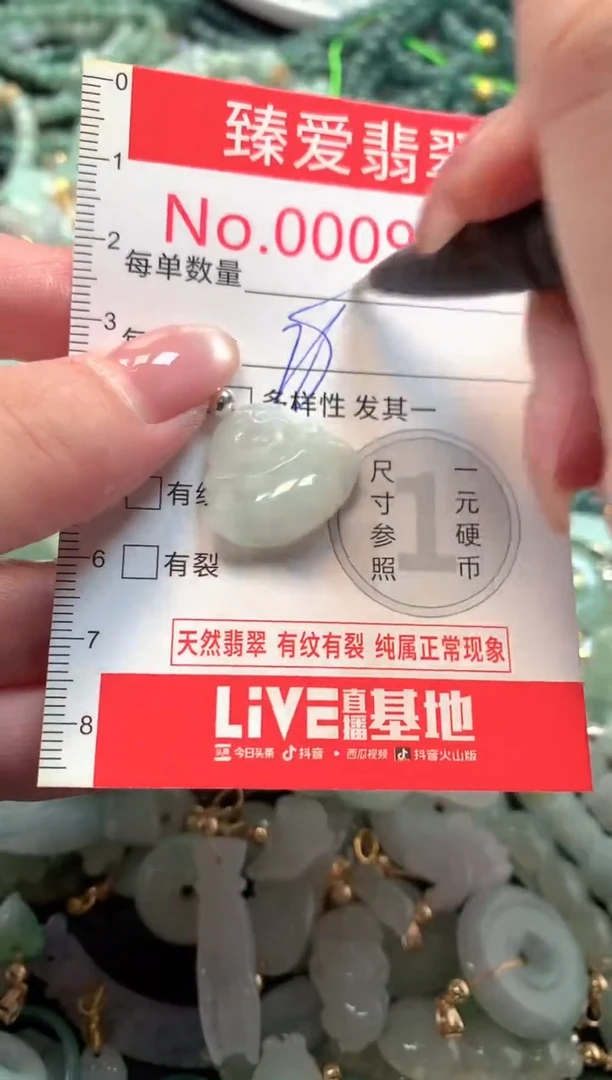 臻爱翡翠
No.0009
每单数量
每
多样性 发其一
有纹
有裂
尺寸参照
1
一元硬币
天然翡翠 有纹有裂 纯属正常现象
LiVE直播基地
头条 今日头条 抖音 西瓜视频 抖音火山版
0
1
2
3
6
7
8